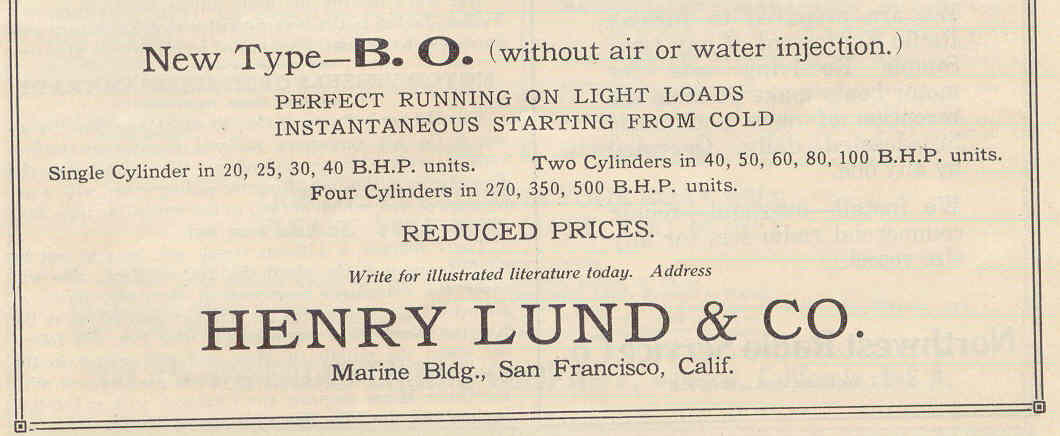 New Type—B. O. (without air or water injection.)
PERFECT RUNNING ON LIGHT LOADS
INSTANTANEOUS STARTING FROM COLD
Single Cylinder in 20, 25, 30, 40 B.H.P. units. Two Cylinders in 40, 50, 60, 80, 100 B.H.P. units.
Four Cylinders in 270, 350, 500 B.H.P. units.
REDUCED PRICES.
Write for illustrated literature today. Address
HENRY LUND & CO.
Marine Bldg., San Francisco, Calif.